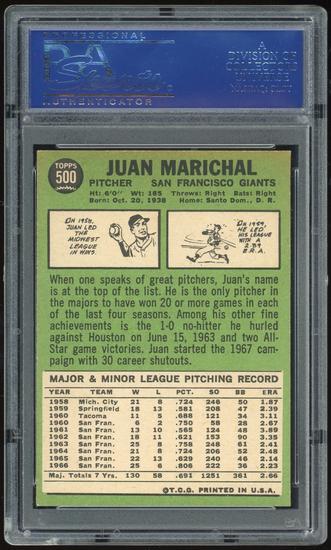 PROFESSIONAL
PSA
AUTHENTICATOR
A
DIVISION OF
COLLECTORS
UNIVERSE
TOPPS
500
JUAN MARICHAL
PITCHER SAN FRANCISCO GIANTS
Ht: 6'0" Wt: 185 Throws: Right Bats: Right
Born: Oct. 20, 1938 Home: Santo Dom., D. R.
IN 1958,
JUAN LED
THE
MIDWEST
LEAGUE
IN WINS.
IN 1959,
HE LED
HIS LEAGUE
WITH A
2.39
E.R.A.
When one speaks of great pitchers, Juan's name
is at the top of the list. He is the only pitcher in
the majors to have won 20 or more games in each
of the last four seasons. Among his other fine
achievements is the 1-0 no-hitter he hurled
against Houston on June 15, 1963 and two All-
Star game victories. Juan started the 1967 cam-
paign with 30 career shutouts.
MAJOR & MINOR LEAGUE PITCHING RECORD
YEAR TEAM W L PCT. SO BB ERA
1958 Mich. City 21 8 .724 246 50 1.87
1959 Springfield 18 13 .581 208 47 2.39
1960 Tacoma 11 5 .688 121 34 3.11
1960 San Fran. 6 2 .750 58 28 2.67
1961 San Fran. 13 10 .565 124 48 3.89
1962 San Fran. 18 11 .621 153 90 3.35
1963 San Fran. 25 8 .758 248 61 2.41
1964 San Fran. 21 8 .724 206 52 2.48
1965 San Fran. 22 13 .629 240 46 2.14
1966 San Fran. 25 6 .806 222 36 2.23
Maj. Totals 7 Yrs. 130 58 .691 1251 361 2.66
©T.C.G. PRINTED IN U.S.A.